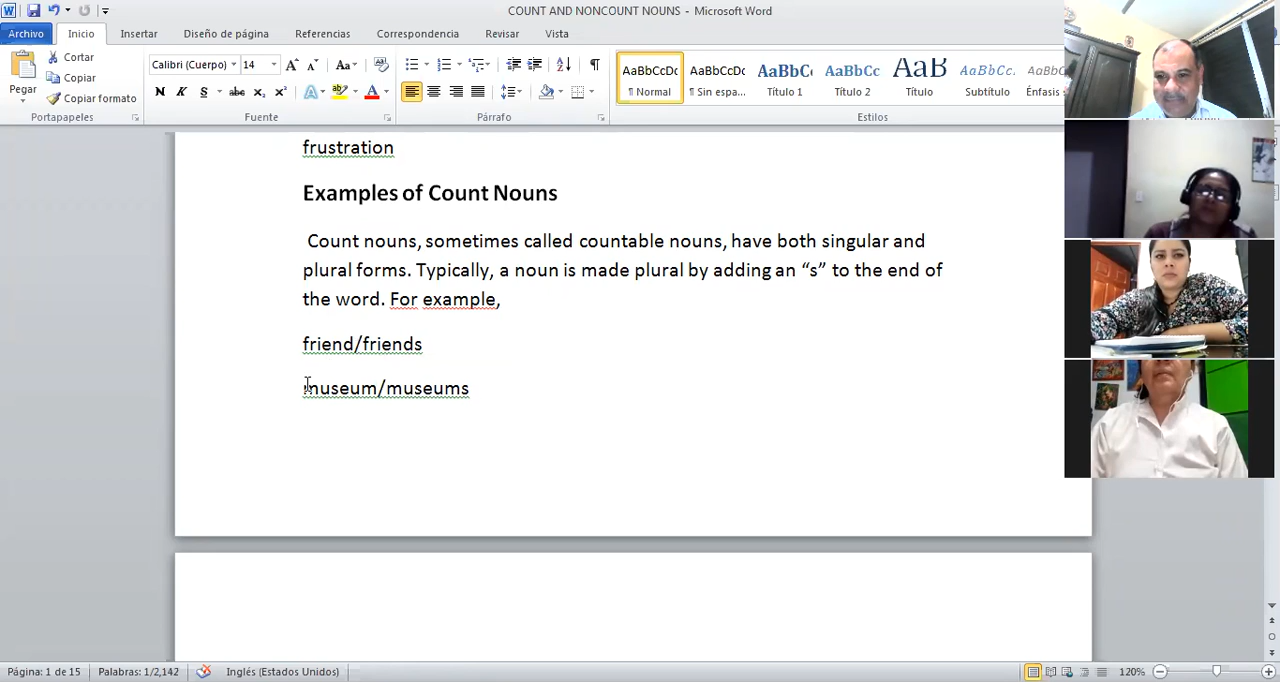 COUNT AND NONCOUNT NOUNS - Microsoft Word
Archivo Inicio Insertar Diseño de página Referencias Correspondencia Revisar Vista
Cortar
Copiar
Copiar formato
Pegar
Portapapeles
Calibri (Cuerpo) 14
Fuente
Párrafo
AaBbCcDc AaBbCcDc AaBbC AaBbCc AaB AaBbCc. AaBbC
¶ Normal ¶ Sin espa... Título 1 Título 2 Título Subtítulo Énfasis
Estilos
frustration
Examples of Count Nouns
Count nouns, sometimes called countable nouns, have both singular and
plural forms. Typically, a noun is made plural by adding an “s” to the end of
the word. For example,
friend/friends
museum/museums
Página: 1 de 15 Palabras: 1/2,142 Inglés (Estados Unidos) 120%